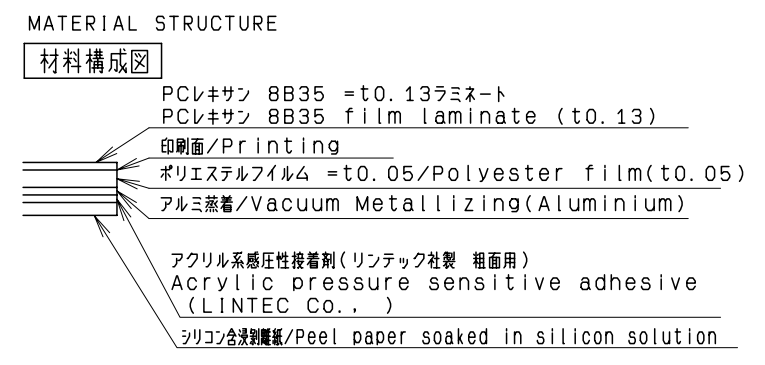 MATERIAL STRUCTURE
材料構成図
PCレキサン 8B35 =t0.13ラミネート
PCレキサン 8B35 film laminate (t0.13)
印刷面/Printing
ポリエステルフイルム =t0.05/Polyester film(t0.05)
アルミ蒸着/Vacuum Metallizing(Aluminium)
アクリル系感圧性接着剤(リンテック社製 粗面用)
Acrylic pressure sensitive adhesive
(LINTEC Co., )
シリコン含浸剝離紙/Peel paper soaked in silicon solution